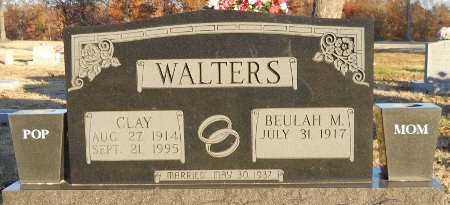 WALTERS
POP
CLAY
AUG. 27, 1914
SEPT. 21, 1995
BEULAH M.
JULY 31, 1917
MOM
MARRIED MAY 30, 1937